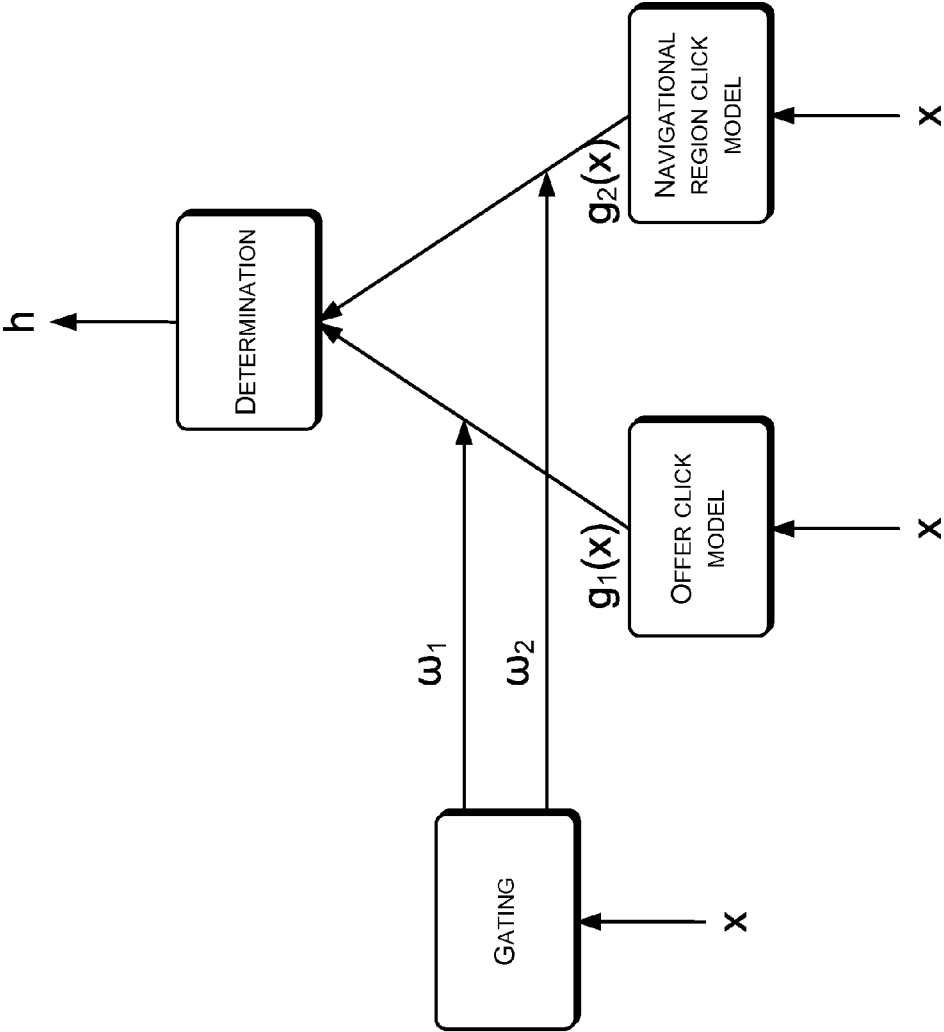 h
DETERMINATION
g₁(x)
g₂(x)
ω₁
ω₂
GATING
OFFER CLICK
MODEL
NAVIGATIONAL
REGION CLICK
MODEL
x
x
x